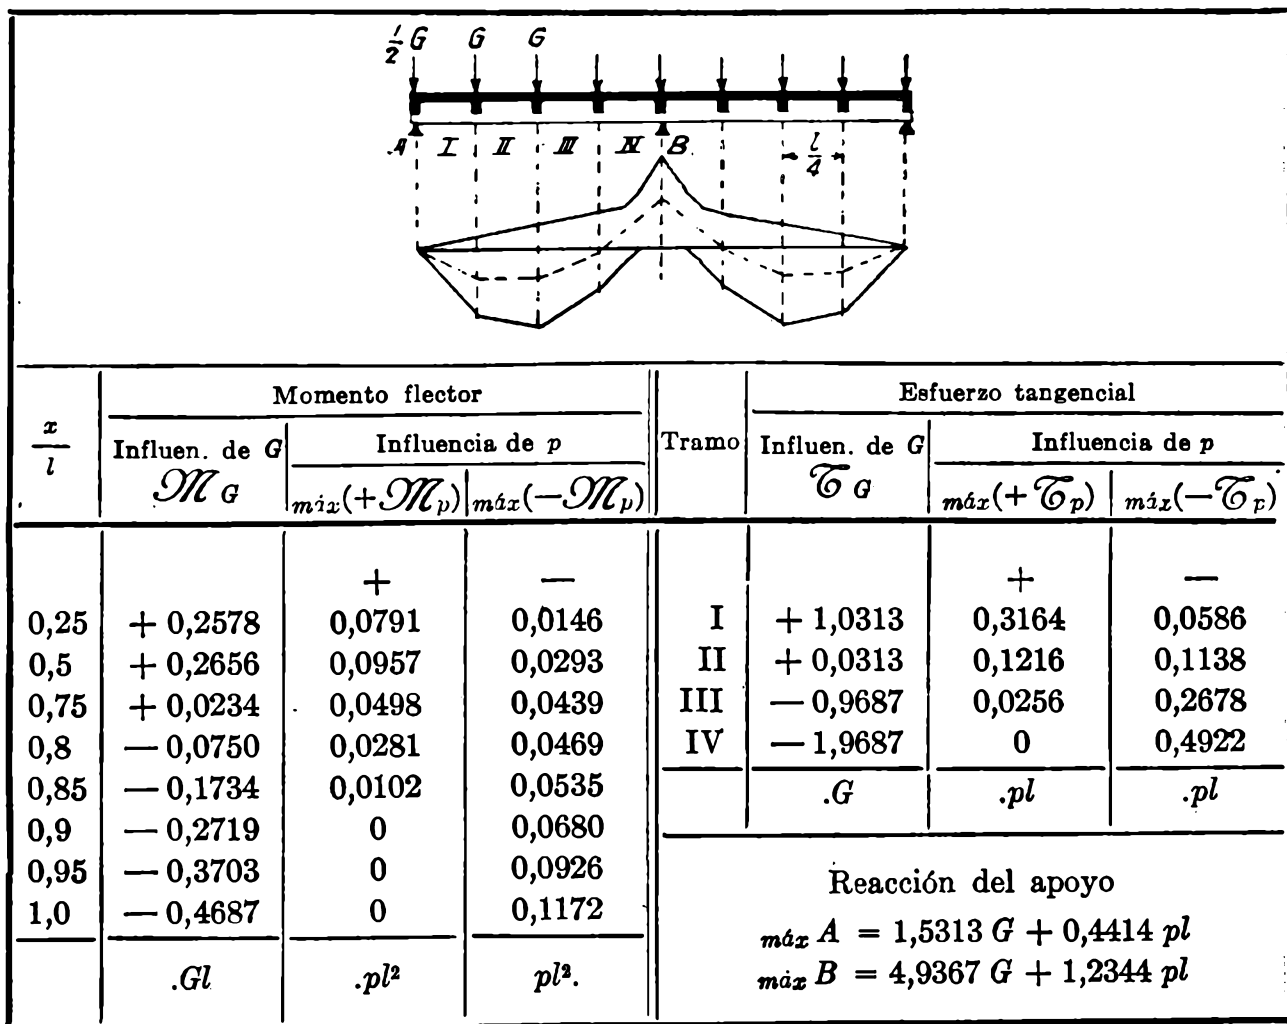 ½ G G G
A I II III IV B l/4
x/l
Momento flector
Influen. de G
𝓜 G
Influencia de p
máx(+𝓜p) máx(—𝓜p)
+ —
0,25 + 0,2578 0,0791 0,0146
0,5 + 0,2656 0,0957 0,0293
0,75 + 0,0234 0,0498 0,0439
0,8 — 0,0750 0,0281 0,0469
0,85 — 0,1734 0,0102 0,0535
0,9 — 0,2719 0 0,0680
0,95 — 0,3703 0 0,0926
1,0 — 0,4687 0 0,1172
.Gl .pl² pl².
Tramo
Esfuerzo tangencial
Influen. de G
𝓣 G
Influencia de p
máx(+𝓣p) máx(—𝓣p)
+ —
I + 1,0313 0,3164 0,0586
II + 0,0313 0,1216 0,1138
III — 0,9687 0,0256 0,2678
IV — 1,9687 0 0,4922
.G .pl .pl
Reacción del apoyo
máx A = 1,5313 G + 0,4414 pl
máx B = 4,9367 G + 1,2344 pl